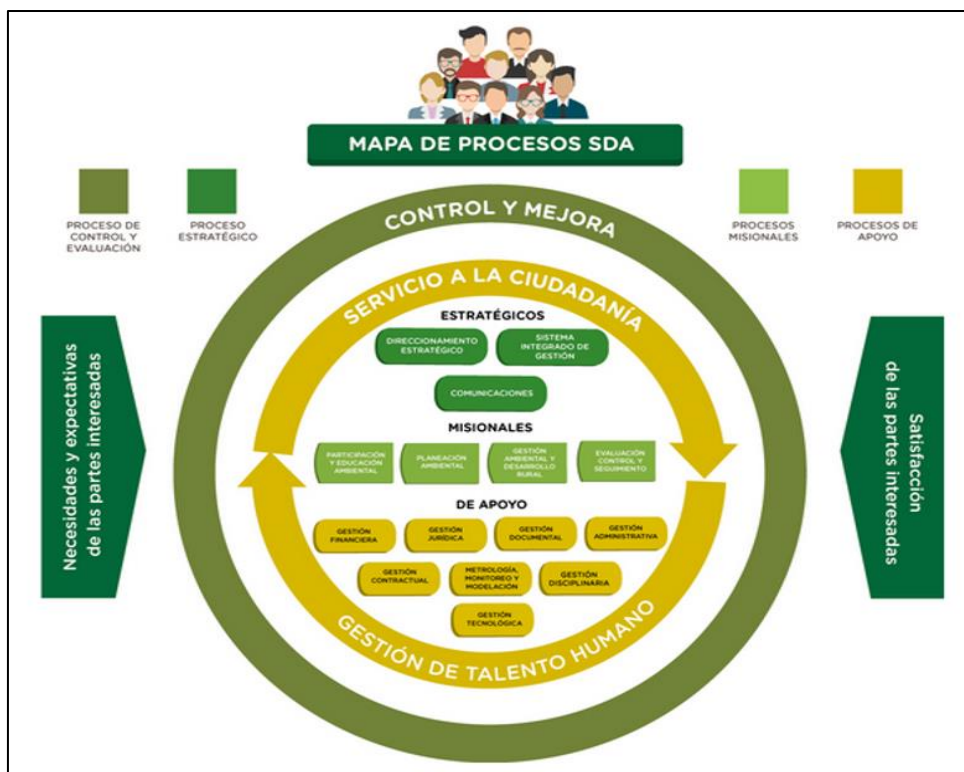 MAPA DE PROCESOS SDA
PROCESO DE
CONTROL Y
EVALUACIÓN
PROCESO
ESTRATÉGICO
PROCESOS
MISIONALES
PROCESOS DE
APOYO
CONTROL Y MEJORA
SERVICIO A LA CIUDADANÍA
Necesidades y expectativas
de las partes interesadas
ESTRATÉGICOS
DIRECCIONAMIENTO
ESTRATÉGICO
SISTEMA
INTEGRADO DE
GESTIÓN
COMUNICACIONES
MISIONALES
PARTICIPACIÓN
Y EDUCACIÓN
AMBIENTAL
PLANEACIÓN
AMBIENTAL
GESTIÓN
AMBIENTAL Y
DESARROLLO
RURAL
EVALUACIÓN
CONTROL Y
SEGUIMIENTO
DE APOYO
GESTIÓN
FINANCIERA
GESTIÓN
JURÍDICA
GESTIÓN
DOCUMENTAL
GESTIÓN
ADMINISTRATIVA
GESTIÓN
CONTRACTUAL
METROLOGÍA,
MONITOREO Y
MODELACIÓN
GESTIÓN
DISCIPLINARIA
GESTIÓN
TECNOLÓGICA
GESTIÓN DE TALENTO HUMANO
Satisfacción
de las partes interesadas